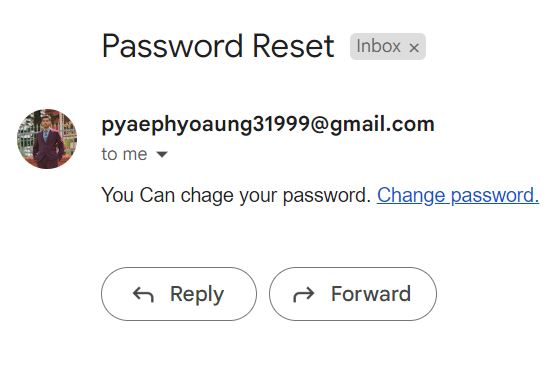 Password Reset Inbox ×
pyaephyoaung31999@gmail.com
to me
You Can chage your password. Change password.
Reply Forward